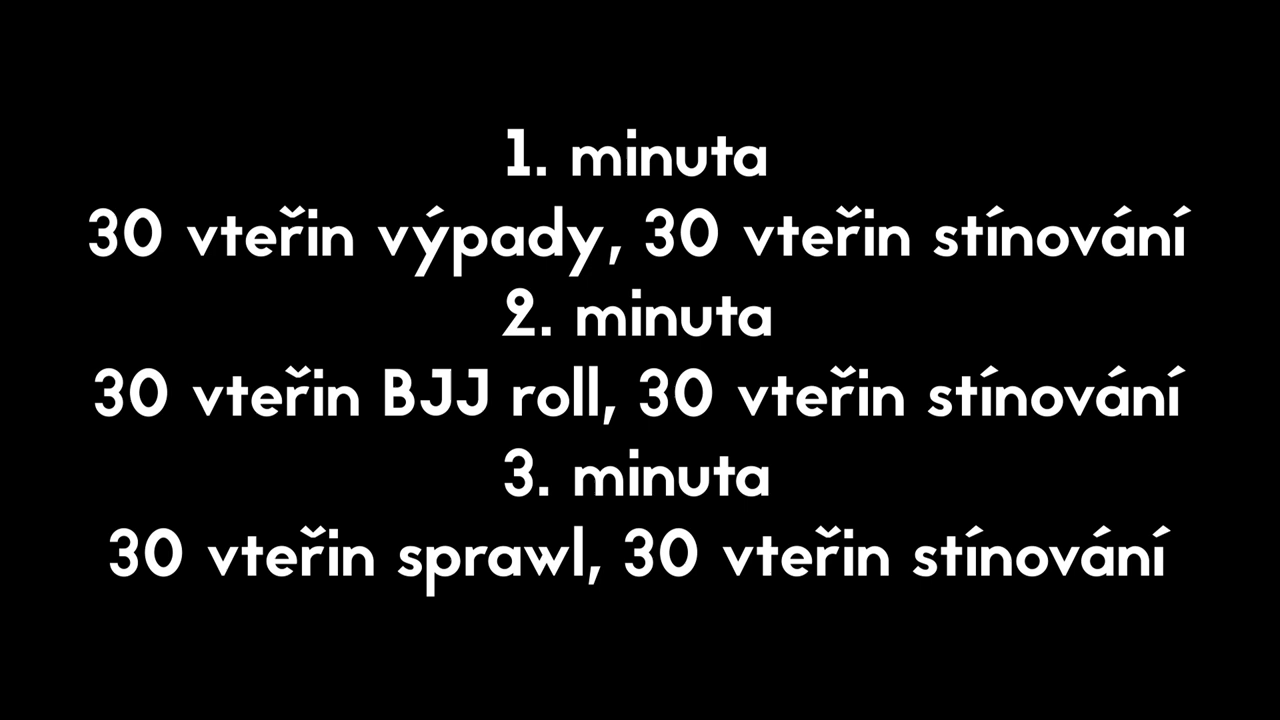 1. minuta
30 vteřin výpady, 30 vteřin stínování
2. minuta
30 vteřin BJJ roll, 30 vteřin stínování
3. minuta
30 vteřin sprawl, 30 vteřin stínování